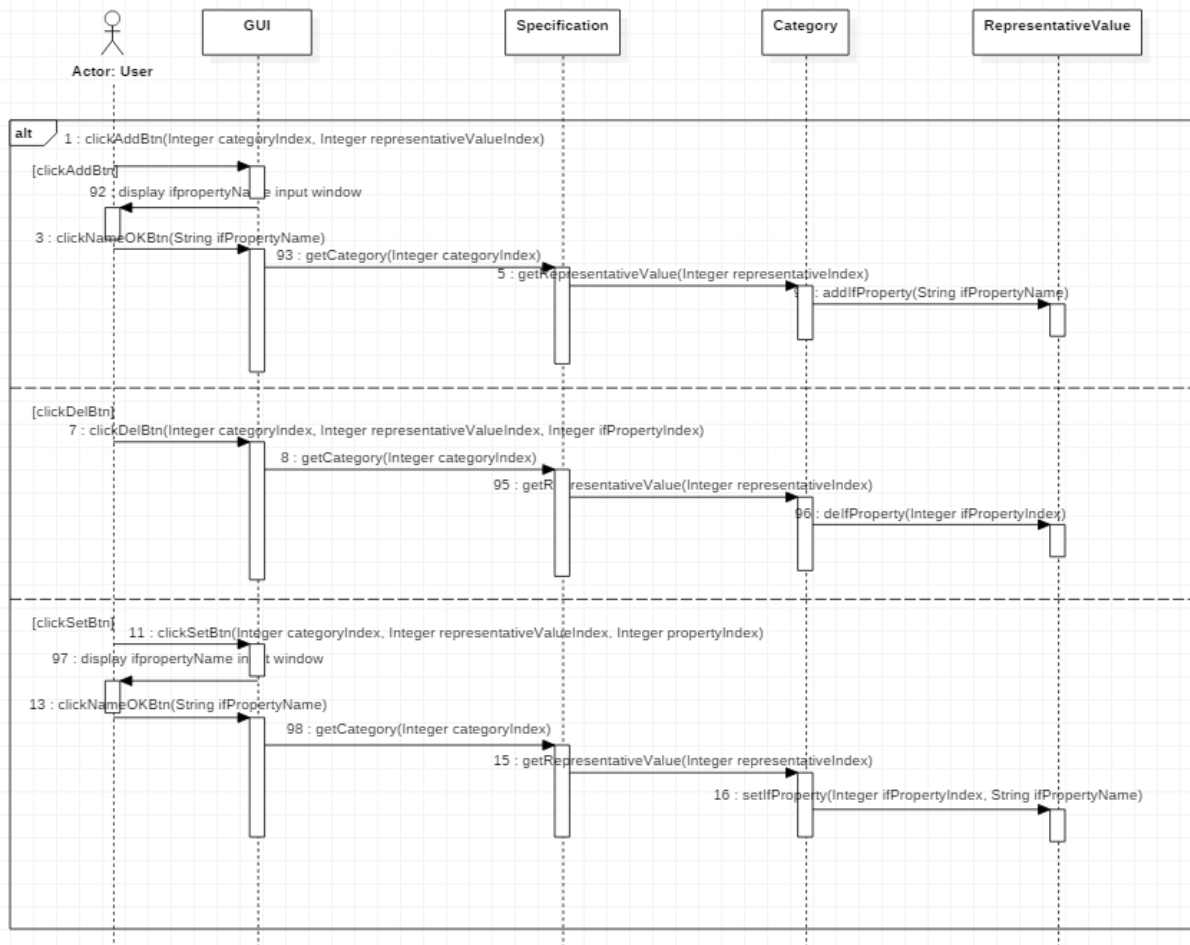 GUI
Specification
Category
RepresentativeValue
Actor: User
alt
1 : clickAddBtn(Integer categoryIndex, Integer representativeValueIndex)
[clickAddBtn]
92 : display ifpropertyName input window
3 : clickNameOKBtn(String ifPropertyName)
93 : getCategory(Integer categoryIndex)
5 : getRepresentativeValue(Integer representativeIndex)
: addIfProperty(String ifPropertyName)
[clickDelBtn]
7 : clickDelBtn(Integer categoryIndex, Integer representativeValueIndex, Integer ifPropertyIndex)
8 : getCategory(Integer categoryIndex)
95 : getRepresentativeValue(Integer representativeIndex)
96 : delfProperty(Integer ifPropertyIndex)
[clickSetBtn]
11 : clickSetBtn(Integer categoryIndex, Integer representativeValueIndex, Integer propertyIndex)
97 : display ifpropertyName input window
13 : clickNameOKBtn(String ifPropertyName)
98 : getCategory(Integer categoryIndex)
15 : getRepresentativeValue(Integer representativeIndex)
16 : setIfProperty(Integer ifPropertyIndex, String ifPropertyName)